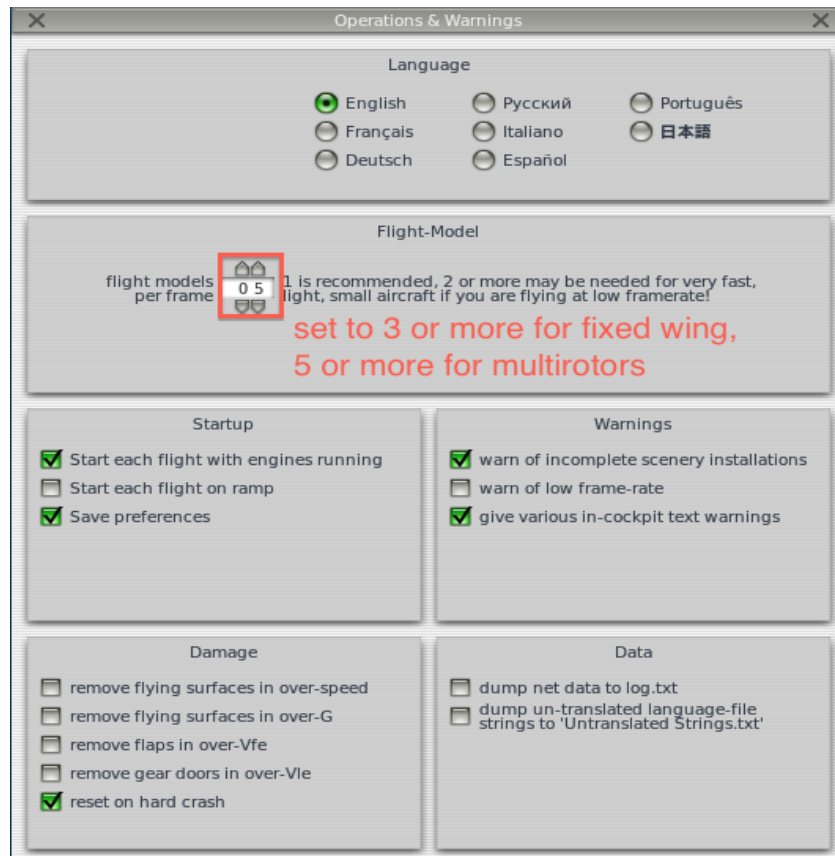 Operations & Warnings
Language
English
Русский
Português
Français
Italiano
日本語
Deutsch
Español
Flight-Model
flight models
per frame
0 5
1 is recommended, 2 or more may be needed for very fast,
light, small aircraft if you are flying at low framerate!
set to 3 or more for fixed wing,
5 or more for multirotors
Startup
Start each flight with engines running
Start each flight on ramp
Save preferences
Warnings
warn of incomplete scenery installations
warn of low frame-rate
give various in-cockpit text warnings
Damage
remove flying surfaces in over-speed
remove flying surfaces in over-G
remove flaps in over-Vfe
remove gear doors in over-Vle
reset on hard crash
Data
dump net data to log.txt
dump un-translated language-file
strings to 'Untranslated Strings.txt'